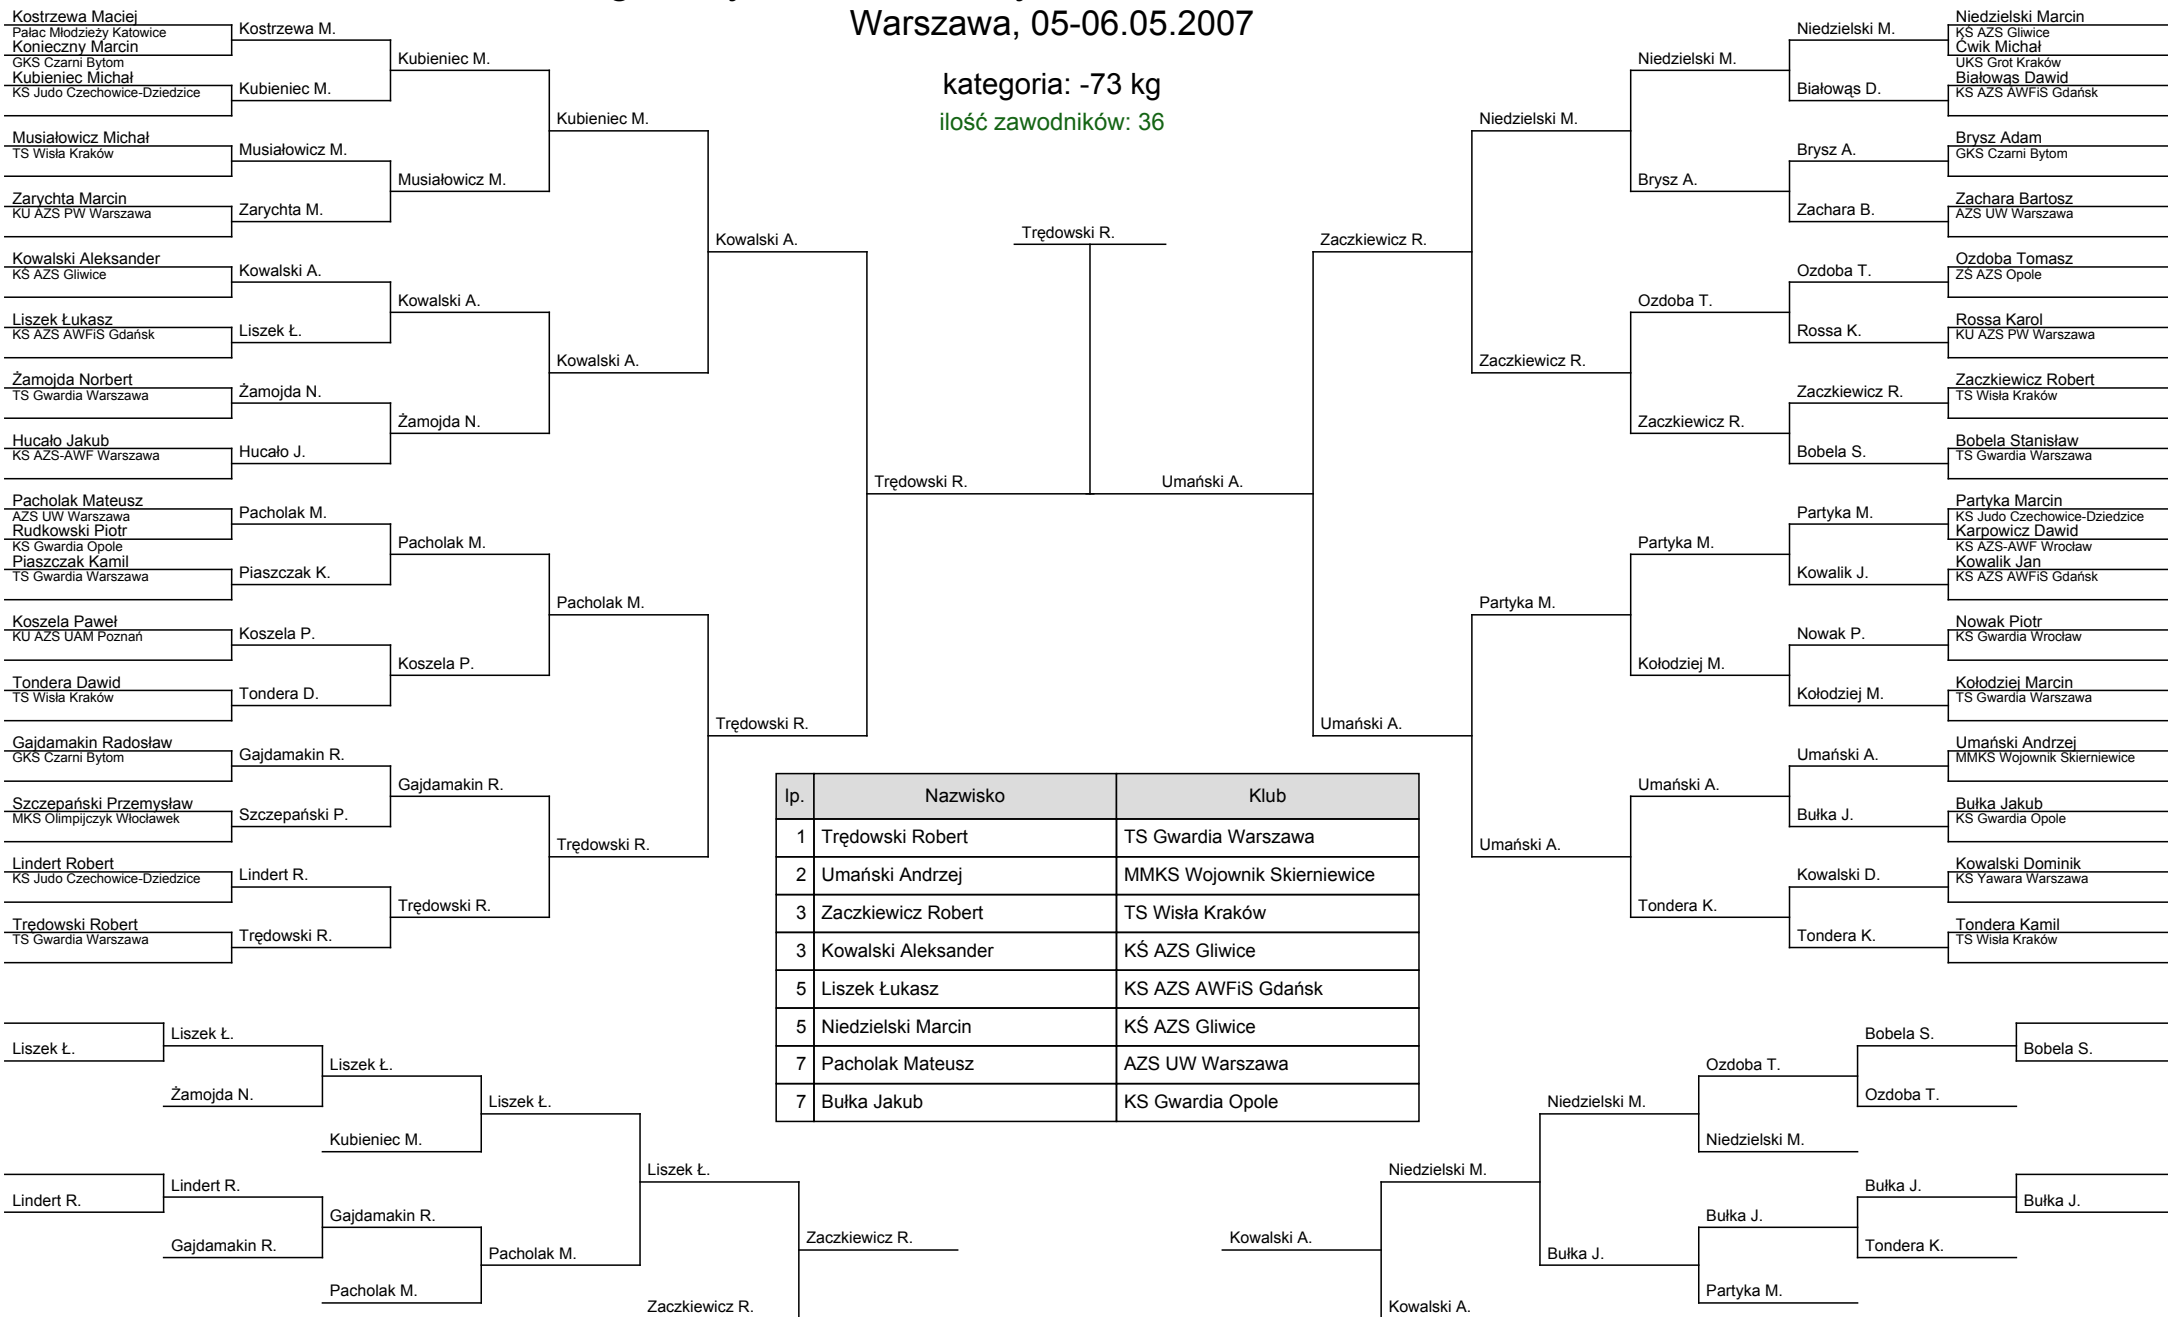 Warszawa, 05-06.05.2007
kategoria: -73 kg
ilość zawodników: 36
Kostrzewa Maciej
Pałac Młodzieży Katowice
Konieczny Marcin
GKS Czarni Bytom
Kubieniec Michał
KS Judo Czechowice-Dziedzice
Musiałowicz Michał
TS Wisła Kraków
Zarychta Marcin
KU AZS PW Warszawa
Kowalski Aleksander
KŚ AZS Gliwice
Liszek Łukasz
KS AZS AWFiS Gdańsk
Żamojda Norbert
TS Gwardia Warszawa
Hucało Jakub
KS AZS-AWF Warszawa
Pacholak Mateusz
AZS UW Warszawa
Rudkowski Piotr
KS Gwardia Opole
Piaszczak Kamil
TS Gwardia Warszawa
Koszela Paweł
KU AZS UAM Poznań
Tondera Dawid
TS Wisła Kraków
Gajdamakin Radosław
GKS Czarni Bytom
Szczepański Przemysław
MKS Olimpijczyk Włocławek
Lindert Robert
KS Judo Czechowice-Dziedzice
Trędowski Robert
TS Gwardia Warszawa
Kostrzewa M.
Kubieniec M.
Musiałowicz M.
Zarychta M.
Kowalski A.
Liszek Ł.
Żamojda N.
Hucało J.
Pacholak M.
Piaszczak K.
Koszela P.
Tondera D.
Gajdamakin R.
Szczepański P.
Lindert R.
Trędowski R.
Kubieniec M.
Musiałowicz M.
Kowalski A.
Żamojda N.
Pacholak M.
Koszela P.
Gajdamakin R.
Trędowski R.
Kubieniec M.
Kowalski A.
Pacholak M.
Trędowski R.
Kowalski A.
Trędowski R.
Trędowski R.
Trędowski R.
Umański A.
Zaczkiewicz R.
Umański A.
Niedzielski M.
Zaczkiewicz R.
Partyka M.
Umański A.
Niedzielski M.
Brysz A.
Ozdoba T.
Zaczkiewicz R.
Partyka M.
Kołodziej M.
Umański A.
Tondera K.
Niedzielski M.
Białowąs D.
Brysz A.
Zachara B.
Ozdoba T.
Rossa K.
Zaczkiewicz R.
Bobela S.
Partyka M.
Kowalik J.
Nowak P.
Kołodziej M.
Umański A.
Bułka J.
Kowalski D.
Tondera K.
Niedzielski Marcin
KŚ AZS Gliwice
Ćwik Michał
UKS Grot Kraków
Białowąs Dawid
KS AZS AWFiS Gdańsk
Brysz Adam
GKS Czarni Bytom
Zachara Bartosz
AZS UW Warszawa
Ozdoba Tomasz
ZŚ AZS Opole
Rossa Karol
KU AZS PW Warszawa
Zaczkiewicz Robert
TS Wisła Kraków
Bobela Stanisław
TS Gwardia Warszawa
Partyka Marcin
KS Judo Czechowice-Dziedzice
Karpowicz Dawid
KS AZS-AWF Wrocław
Kowalik Jan
KS AZS AWFiS Gdańsk
Nowak Piotr
KS Gwardia Wrocław
Kołodziej Marcin
TS Gwardia Warszawa
Umański Andrzej
MMKS Wojownik Skierniewice
Bułka Jakub
KS Gwardia Opole
Kowalski Dominik
KS Yawara Warszawa
Tondera Kamil
TS Wisła Kraków
lp. Nazwisko Klub
1 Trędowski Robert TS Gwardia Warszawa
2 Umański Andrzej MMKS Wojownik Skierniewice
3 Zaczkiewicz Robert TS Wisła Kraków
3 Kowalski Aleksander KŚ AZS Gliwice
5 Liszek Łukasz KS AZS AWFiS Gdańsk
5 Niedzielski Marcin KŚ AZS Gliwice
7 Pacholak Mateusz AZS UW Warszawa
7 Bułka Jakub KS Gwardia Opole
Liszek Ł.
Lindert R.
Liszek Ł.
Żamojda N.
Lindert R.
Gajdamakin R.
Liszek Ł.
Kubieniec M.
Gajdamakin R.
Pacholak M.
Liszek Ł.
Pacholak M.
Liszek Ł.
Zaczkiewicz R.
Zaczkiewicz R.
Kowalski A.
Niedzielski M.
Kowalski A.
Niedzielski M.
Bułka J.
Ozdoba T.
Niedzielski M.
Bułka J.
Partyka M.
Bobela S.
Ozdoba T.
Bułka J.
Tondera K.
Bobela S.
Bułka J.